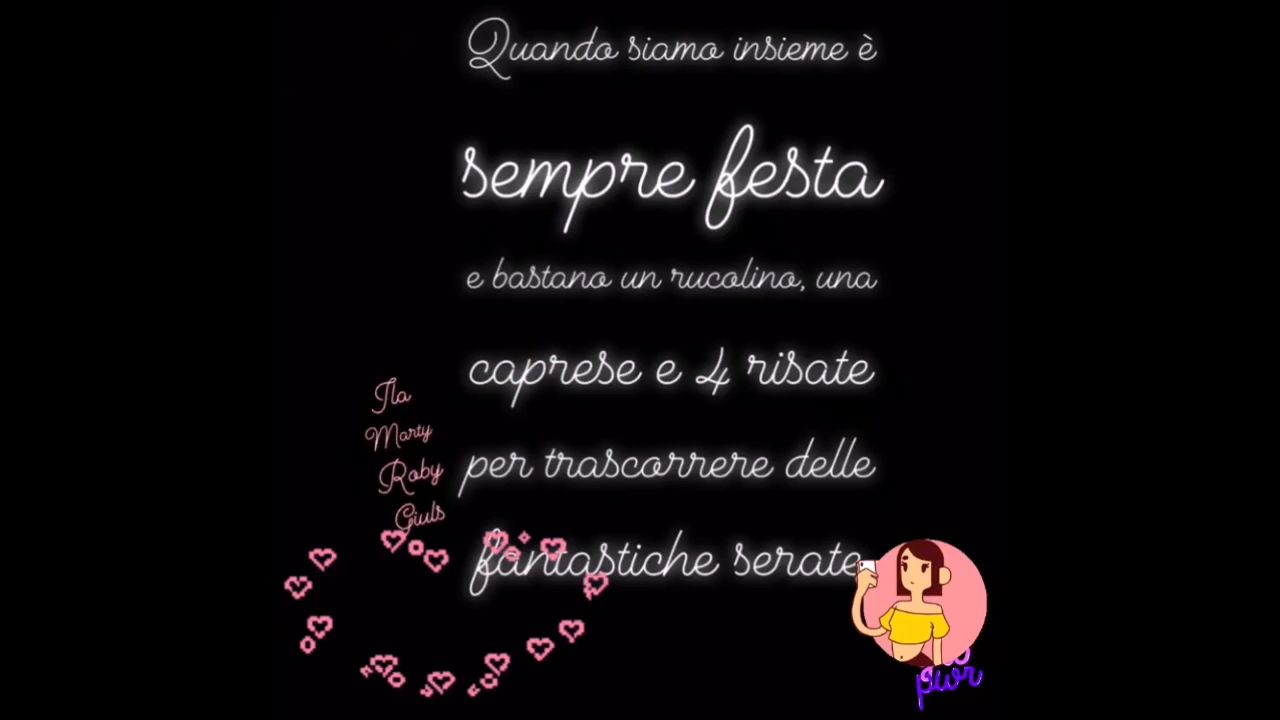 Quando siamo insieme è
sempre festa
e bastano un rucolino, una
caprese e 4 risate
per trascorrere delle
fantastiche serate
Ila
Marty
Roby
Giuls
pwr